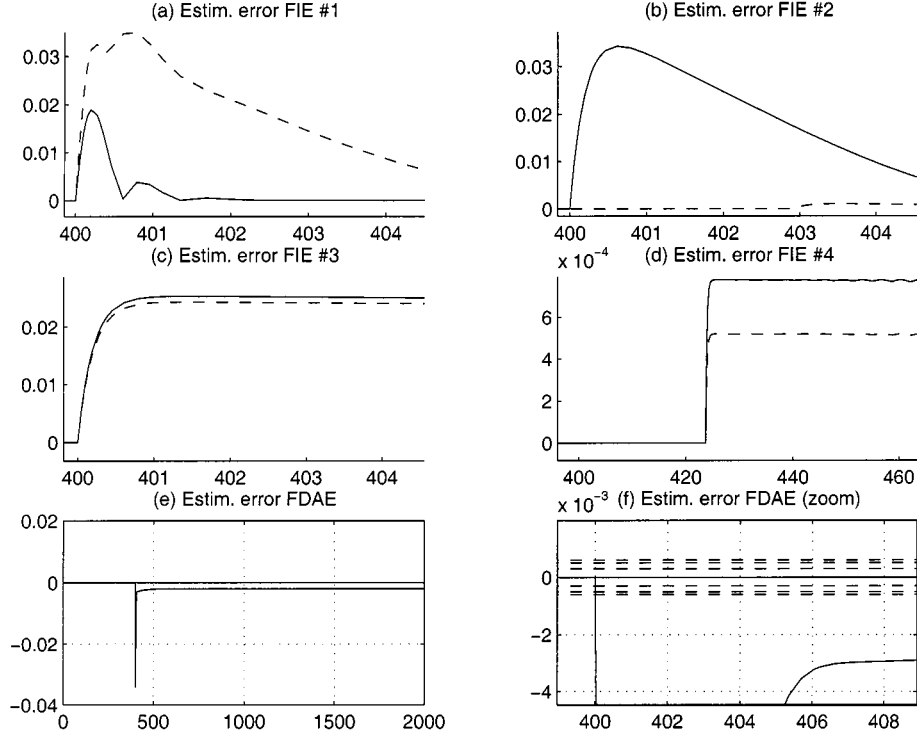 (a) Estim. error FIE #1
(b) Estim. error FIE #2
0.03
0.02
0.01
0
400 401 402 403 404
0.03
0.02
0.01
0
400 401 402 403 404
(c) Estim. error FIE #3
x 10^-4 (d) Estim. error FIE #4
0.02
0.01
0
400 401 402 403 404
6
4
2
0
400 420 440 460
(e) Estim. error FDAE
x 10^-3 (f) Estim. error FDAE (zoom)
0.02
0
-0.02
-0.04
0 500 1000 1500 2000
0
-2
-4
400 402 404 406 408